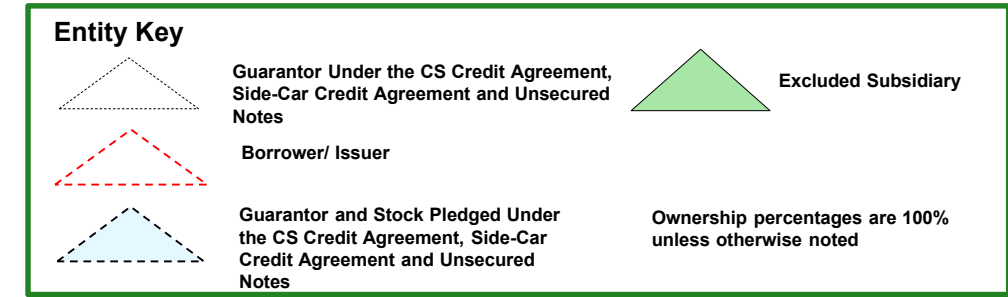 Entity Key
Guarantor Under the CS Credit Agreement,
Side-Car Credit Agreement and Unsecured
Notes
Excluded Subsidiary
Borrower/ Issuer
Guarantor and Stock Pledged Under
the CS Credit Agreement, Side-Car
Credit Agreement and Unsecured
Notes
Ownership percentages are 100%
unless otherwise noted